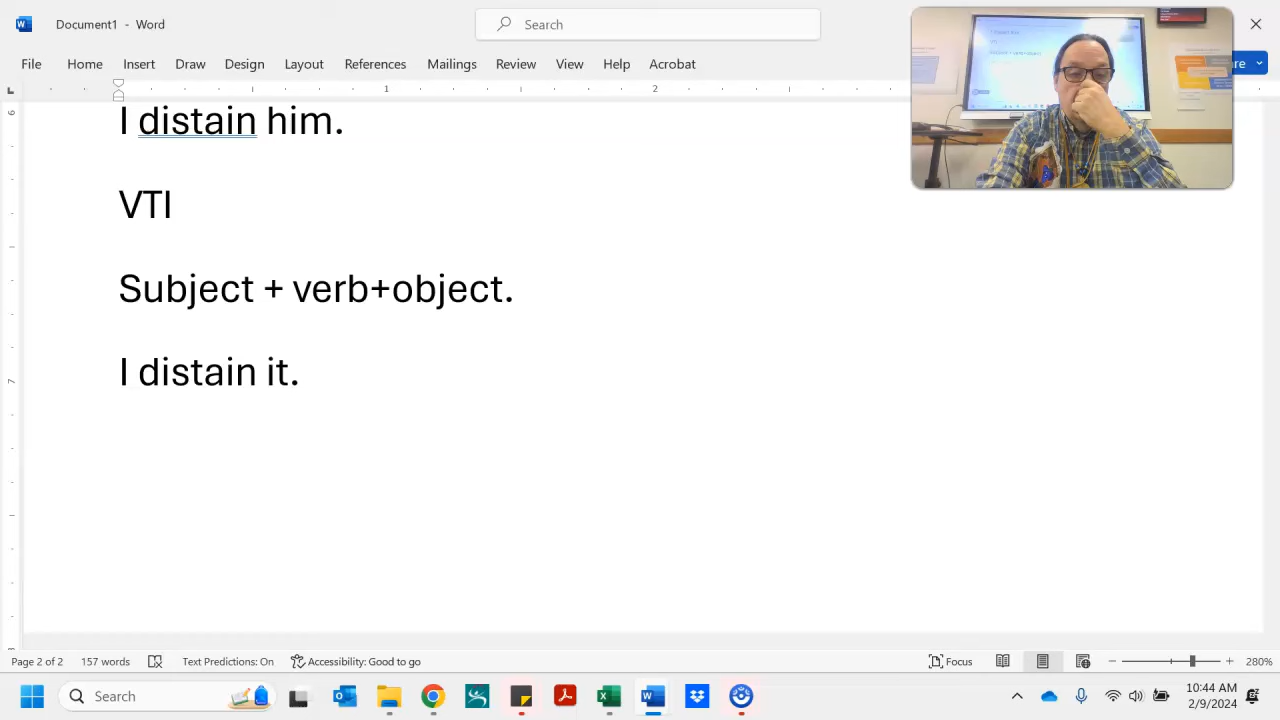 Document1 - Word
Search
File Home Insert Draw Design Layout References Mailings Review View Help Acrobat
1 2
I distain him.
VTI
Subject + verb+object.
I distain it.
Page 2 of 2 157 words Text Predictions: On Accessibility: Good to go Focus 280%
Search
10:44 AM
2/9/2024